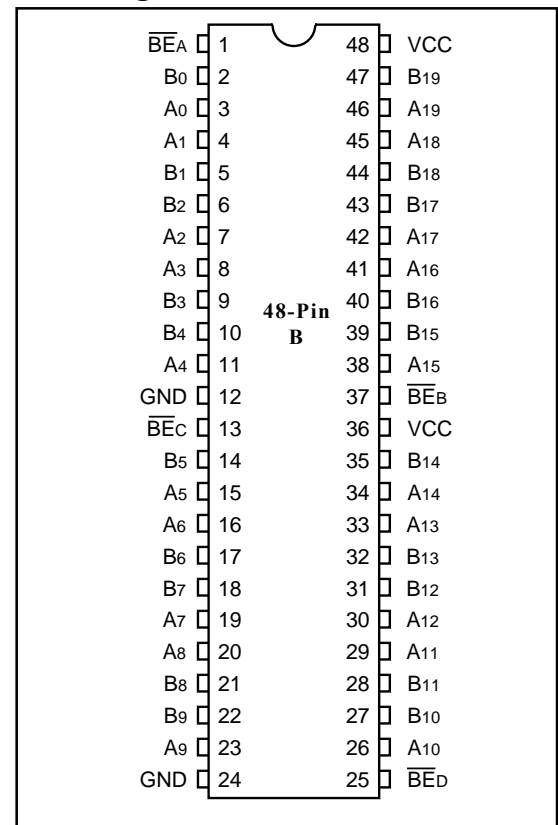 B̅E̅A 1 48 VCC
B0 2 47 B19
A0 3 46 A19
A1 4 45 A18
B1 5 44 B18
B2 6 43 B17
A2 7 42 A17
A3 8 41 A16
B3 9 40 B16
48-Pin
B4 10 39 B15
B
A4 11 38 A15
GND 12 37 B̅E̅B
B̅E̅C 13 36 VCC
B5 14 35 B14
A5 15 34 A14
A6 16 33 A13
B6 17 32 B13
B7 18 31 B12
A7 19 30 A12
A8 20 29 A11
B8 21 28 B11
B9 22 27 B10
A9 23 26 A10
GND 24 25 B̅E̅D